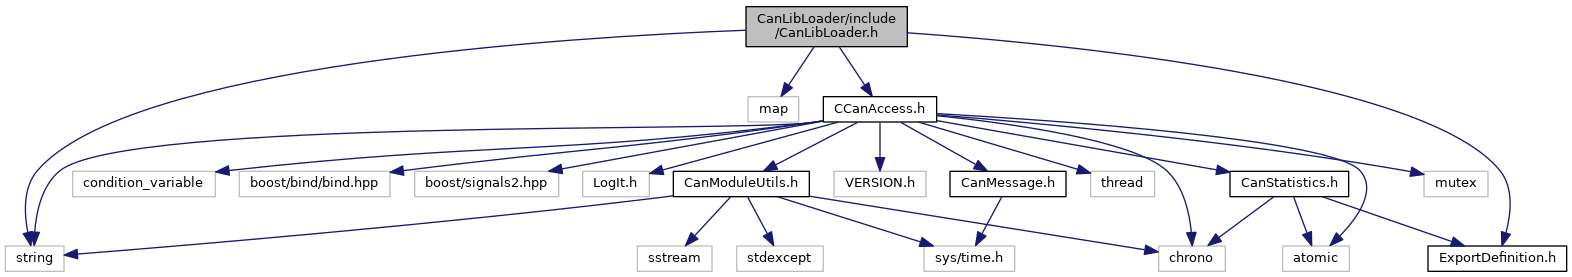 CanLibLoader/include
/CanLibLoader.h
map
CCanAccess.h
condition_variable
boost/bind/bind.hpp
boost/signals2.hpp
LogIt.h
CanModuleUtils.h
VERSION.h
CanMessage.h
thread
CanStatistics.h
mutex
string
sstream
stdexcept
sys/time.h
chrono
atomic
ExportDefinition.h